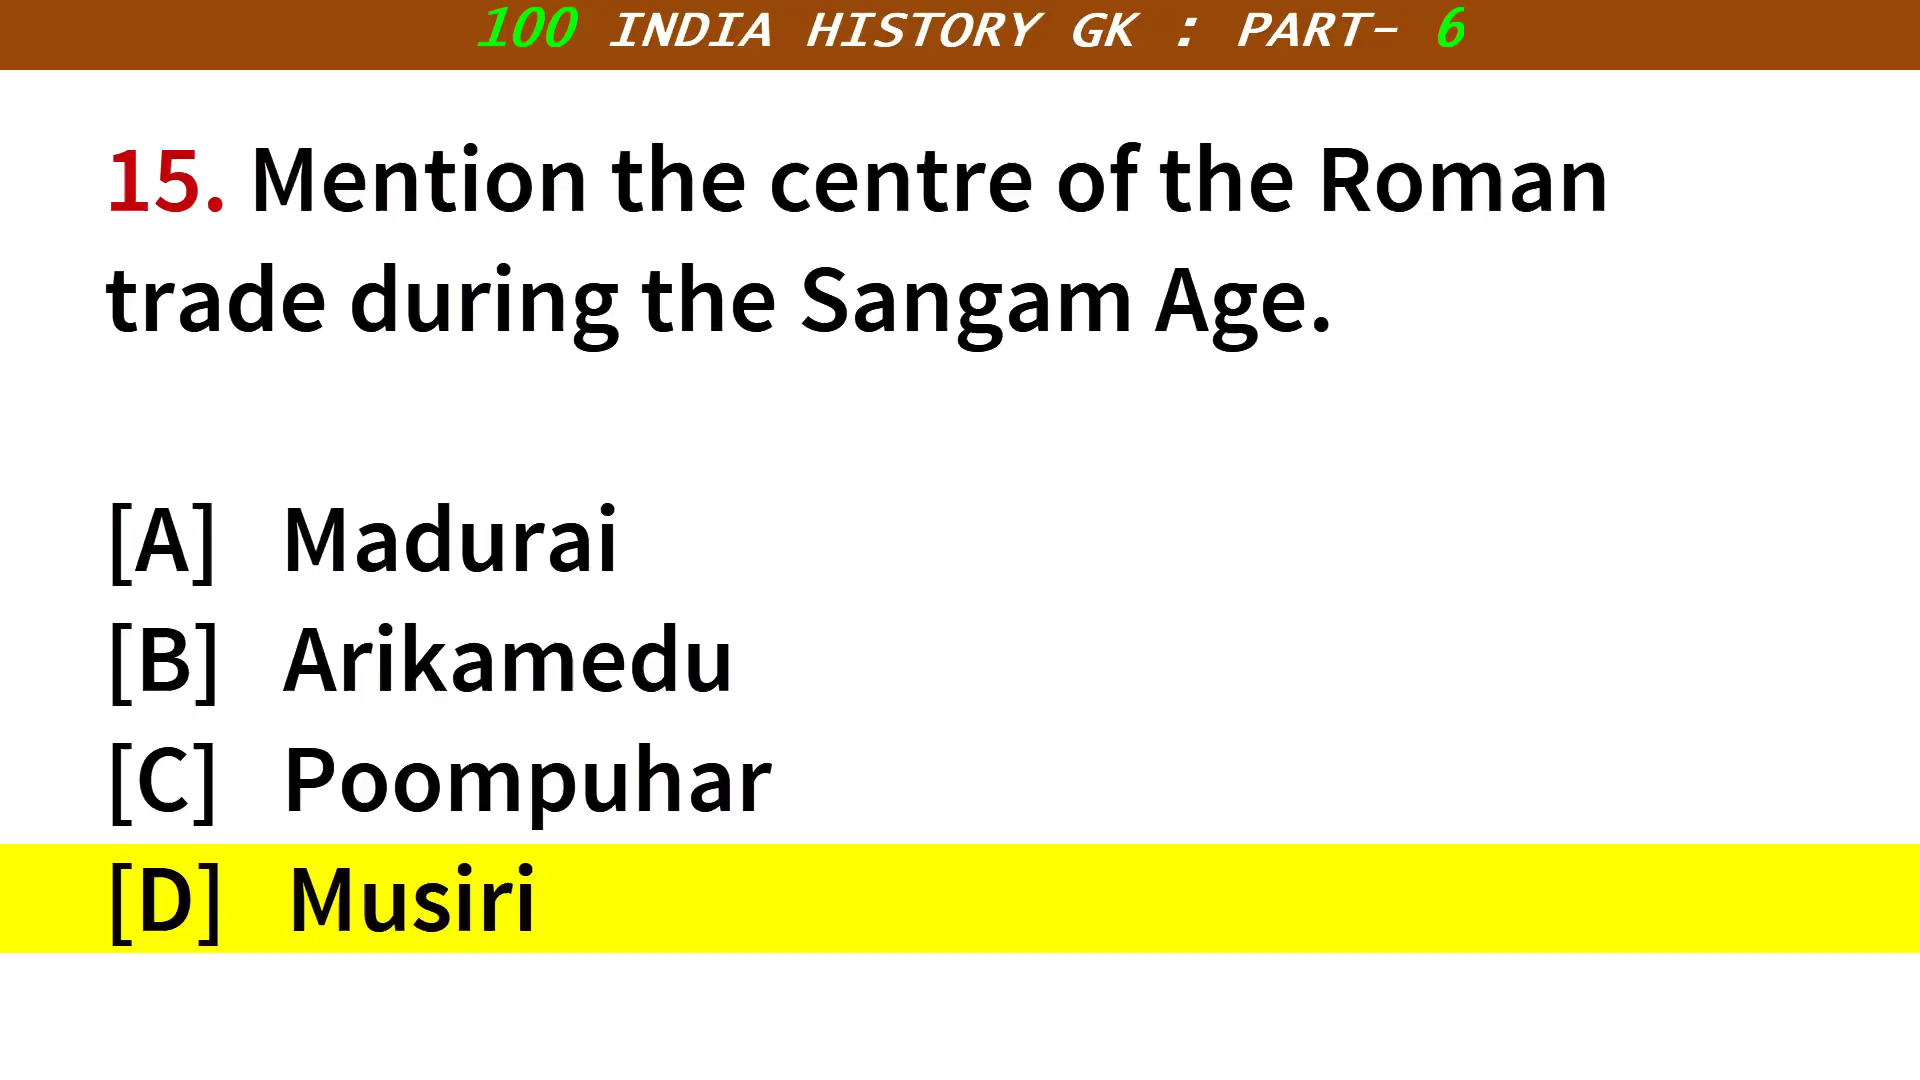 100 INDIA HISTORY GK : PART- 6
15. Mention the centre of the Roman
trade during the Sangam Age.
[A] Madurai
[B] Arikamedu
[C] Poompuhar
[D] Musiri